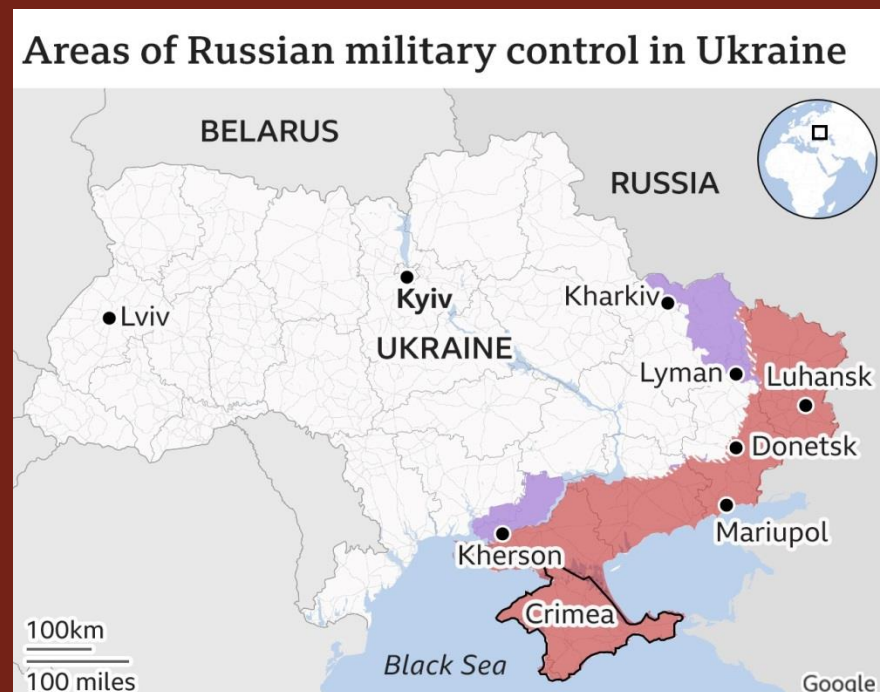 Areas of Russian military control in Ukraine
BELARUS
RUSSIA
Kharkiv
Kyiv
Lviv
UKRAINE
Lyman
Luhansk
Donetsk
Mariupol
Kherson
Crimea
100km
Black Sea
100 miles
Google